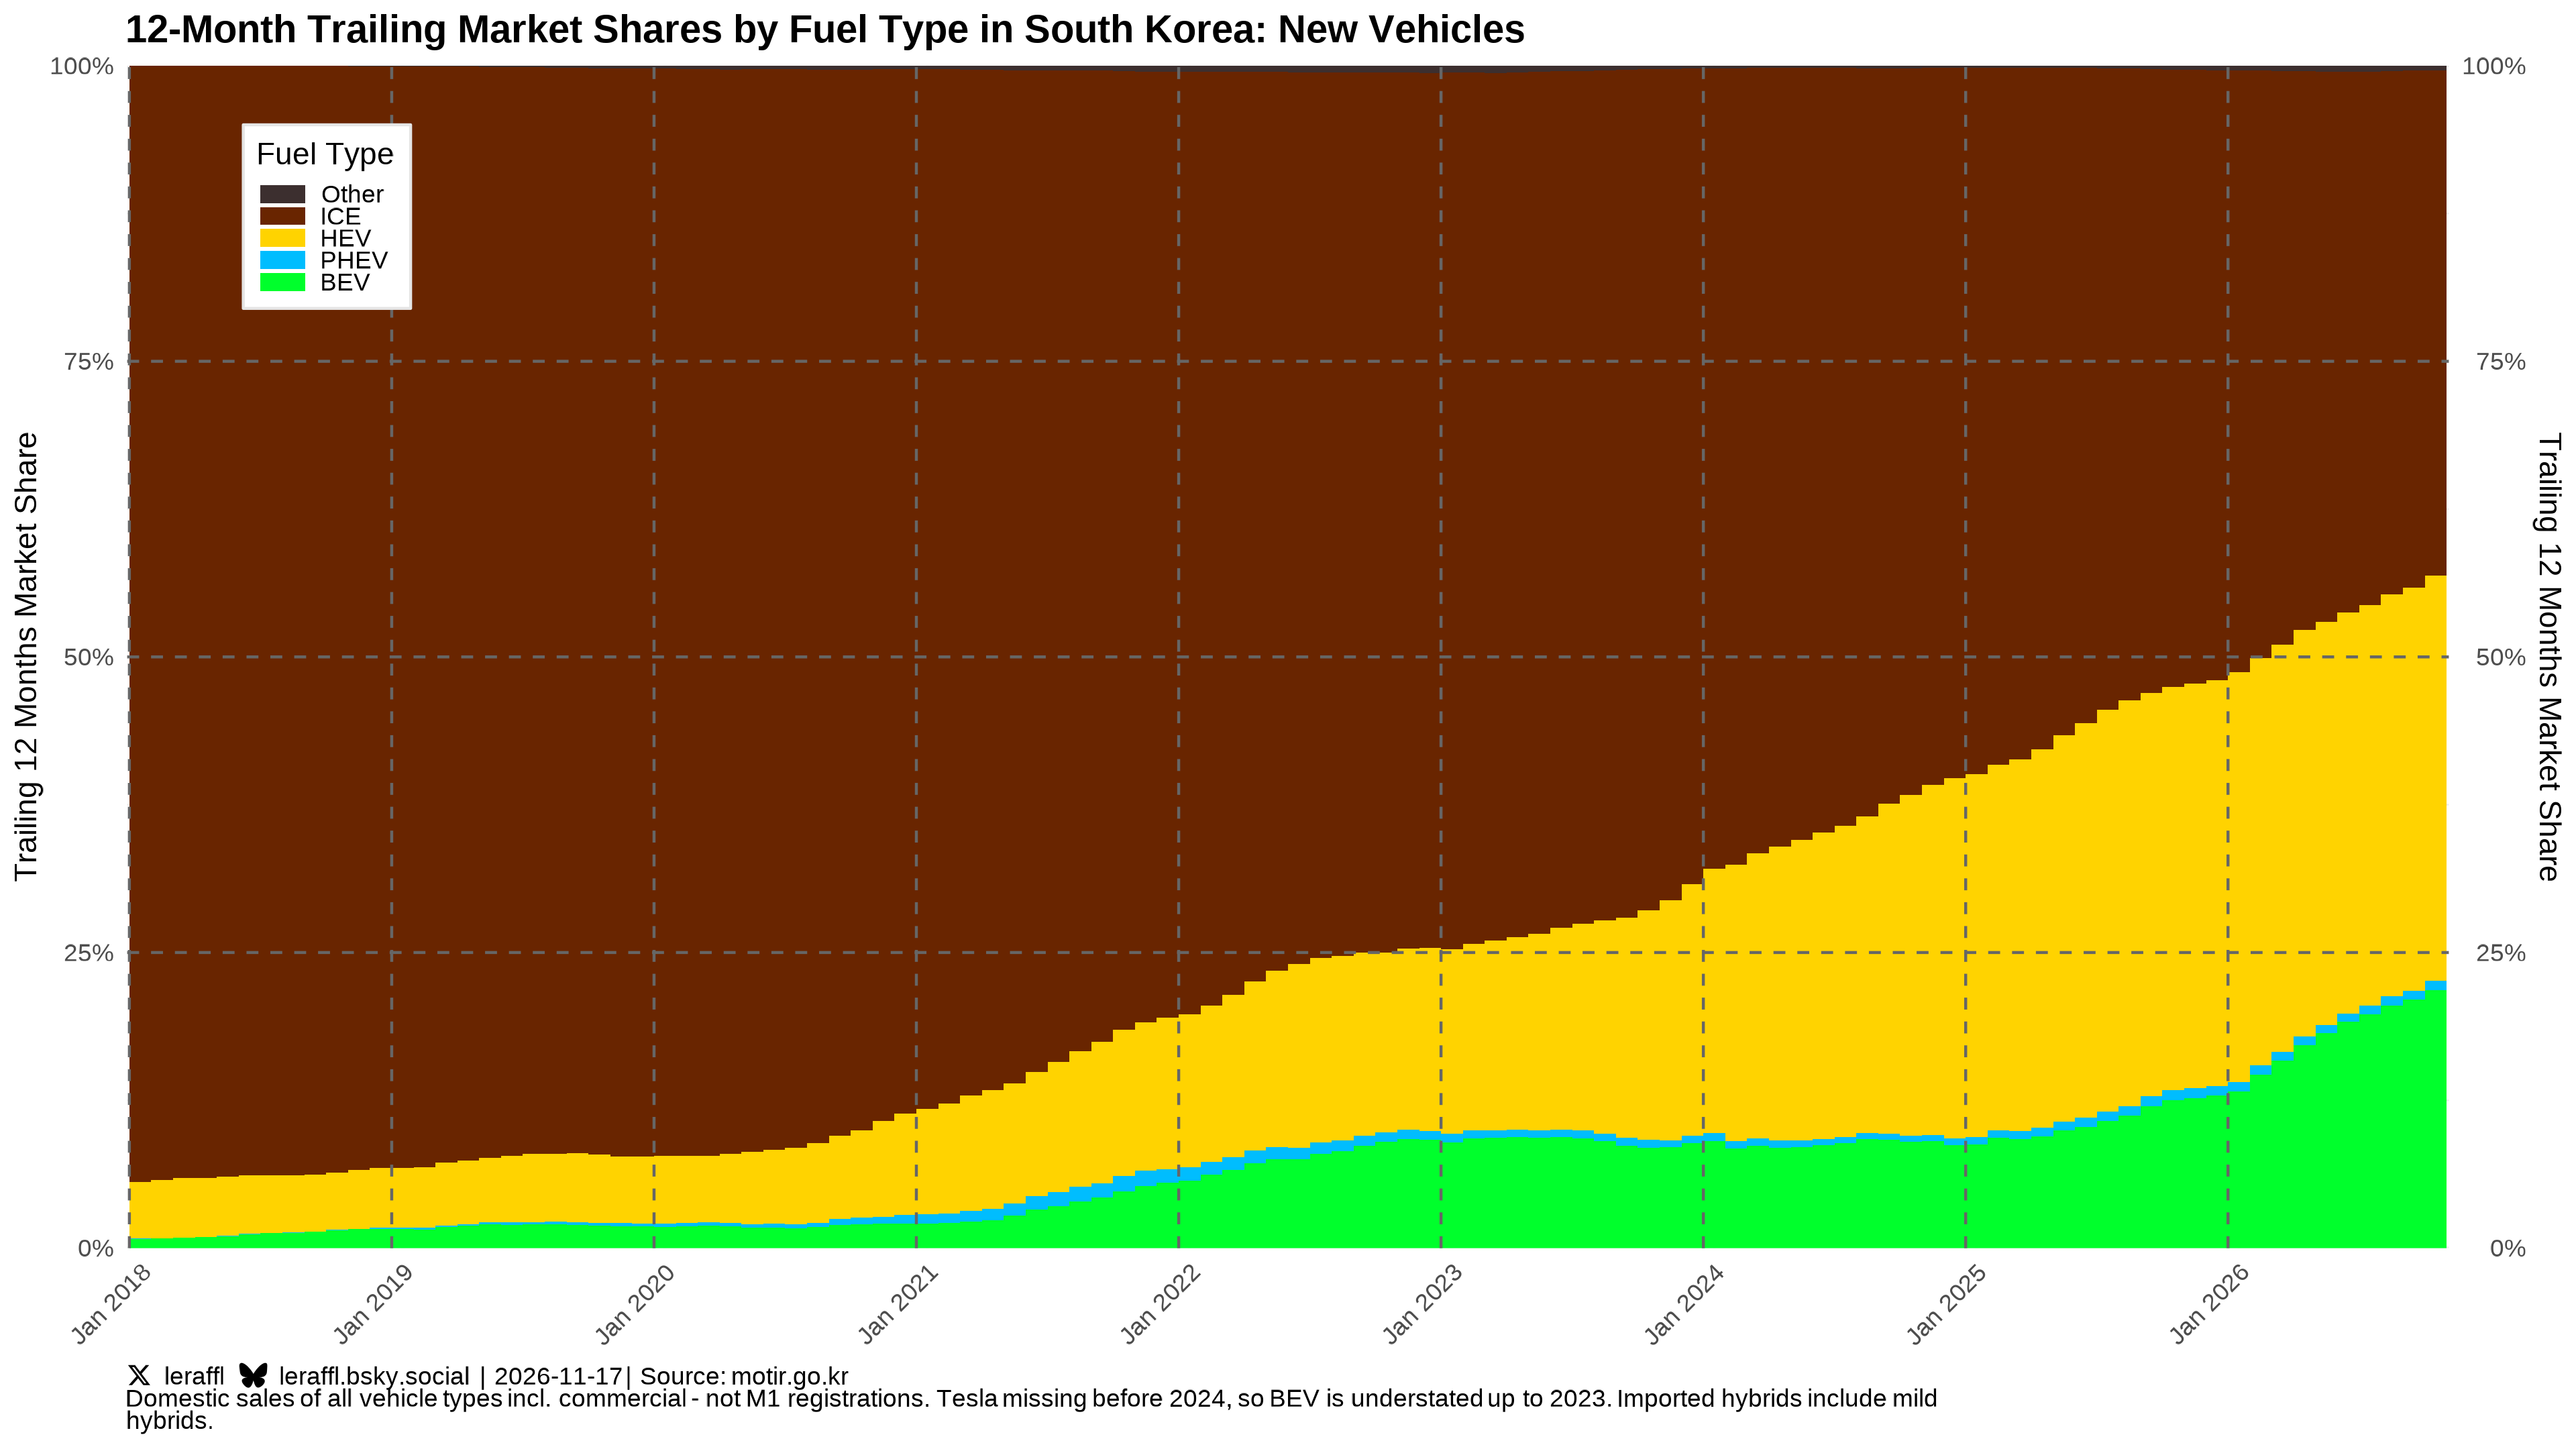 12-Month Trailing Market Shares by Fuel Type in South Korea: New Vehicles
100%
100%
Fuel Type
Other
ICE
HEV
PHEV
BEV
75%
75%
Trailing 12 Months Market Share
Trailing 12 Months Market Share
50%
50%
25%
25%
0%
0%
Jan 2018
Jan 2019
Jan 2020
Jan 2021
Jan 2022
Jan 2023
Jan 2024
Jan 2025
Jan 2026
leraffl leraffl.bsky.social | 2026-11-17| Source: motir.go.kr
Domestic sales of all vehicle types incl. commercial - not M1 registrations. Tesla missing before 2024, so BEV is understated up to 2023. Imported hybrids include mild
hybrids.